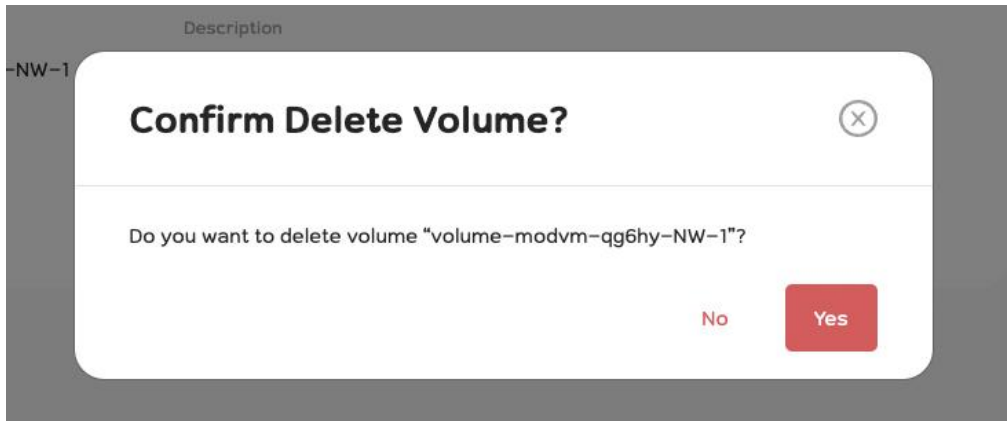 Description
-NW-1
Confirm Delete Volume?
Do you want to delete volume “volume-modvm-qg6hy-NW-1”?
No
Yes